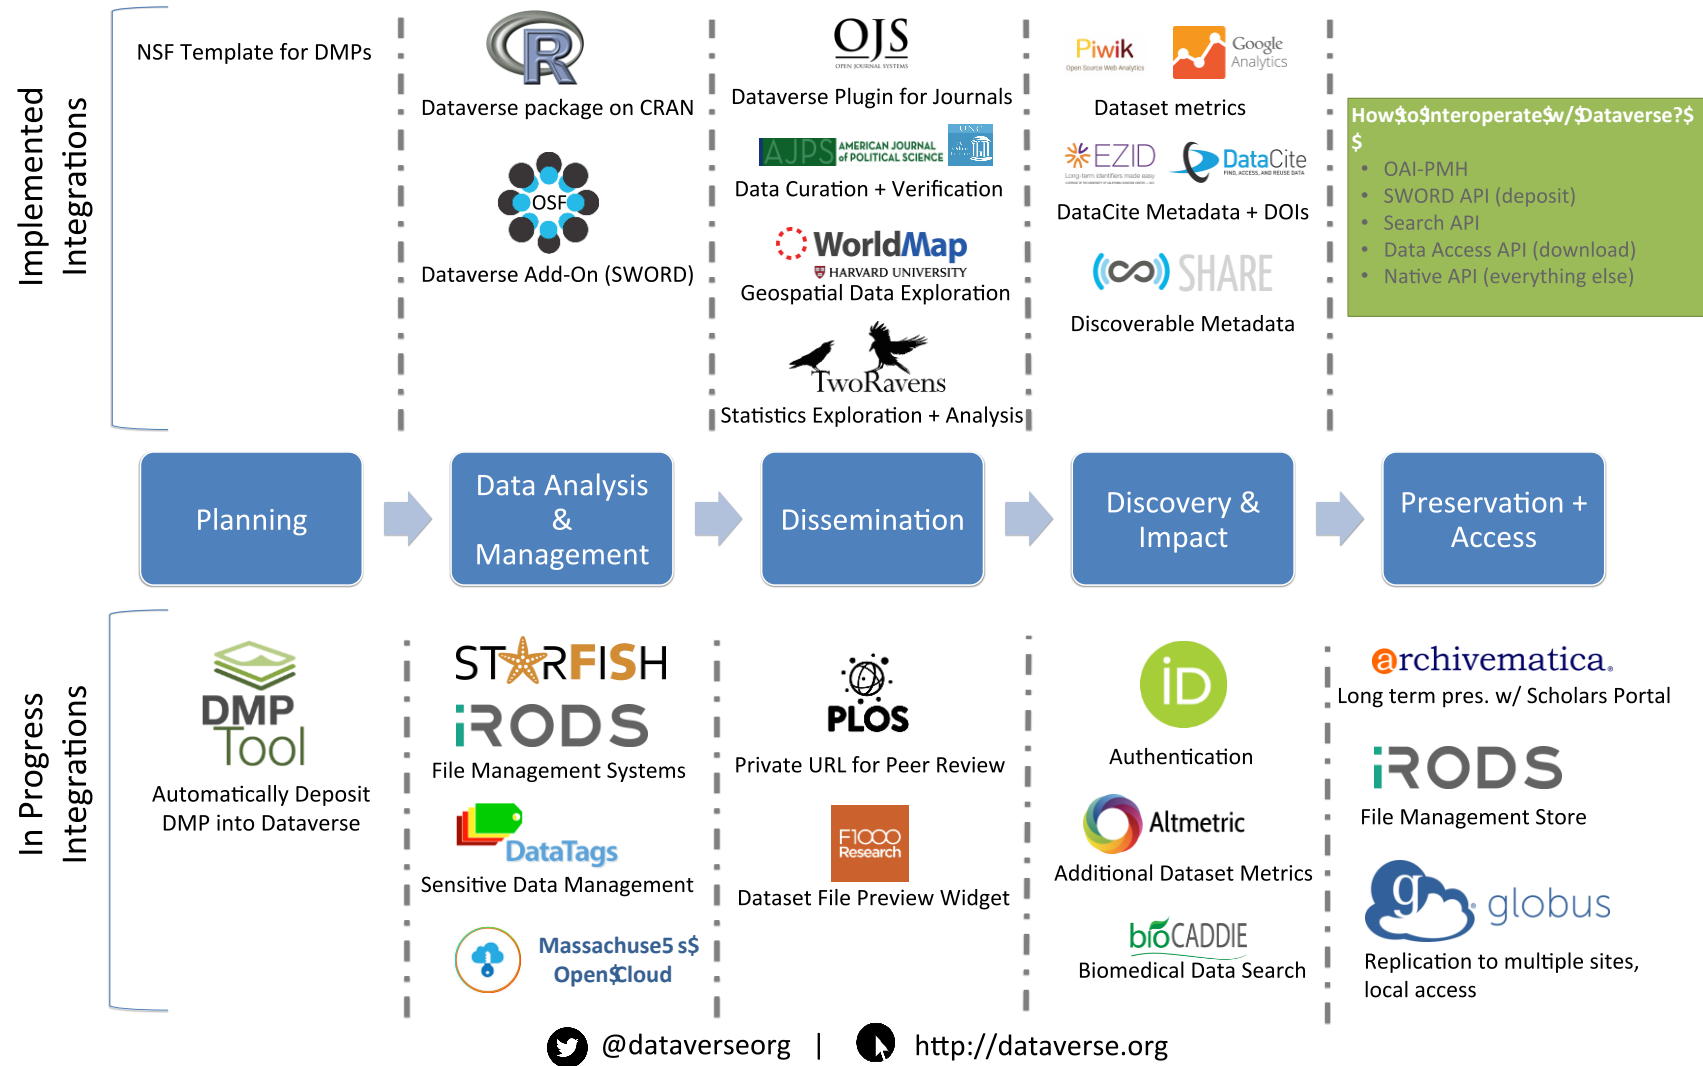 Implemented
Integrations
NSF Template for DMPs
R
Dataverse package on CRAN
OSF
Dataverse Add-On (SWORD)
OJS
OPEN JOURNAL SYSTEMS
Dataverse Plugin for Journals
AJPS AMERICAN JOURNAL
of POLITICAL SCIENCE
UNC
Data Curation + Verification
WorldMap
HARVARD UNIVERSITY
Geospatial Data Exploration
TwoRavens
Statistics Exploration + Analysis
Piwik
Open Source Web Analytics
Google
Analytics
Dataset metrics
EZID
Long-term identifiers made easy
DataCite
FIND, ACCESS, AND REUSE DATA
DataCite Metadata + DOIs
SHARE
Discoverable Metadata
How$to$Interoperate$w/$Dataverse?$
$
• OAI-PMH
• SWORD API (deposit)
• Search API
• Data Access API (download)
• Native API (everything else)
Planning
Data Analysis
&
Management
Dissemination
Discovery &
Impact
Preservation +
Access
In Progress
Integrations
DMP
Tool
Automatically Deposit
DMP into Dataverse
STARFISH
iRODS
File Management Systems
DataTags
Sensitive Data Management
Massachuse5s$
Open$Cloud
PLOS
Private URL for Peer Review
F1000
Research
Dataset File Preview Widget
iD
Authentication
Altmetric
Additional Dataset Metrics
bioCADDIE
Biomedical Data Search
archivematica®
Long term pres. w/ Scholars Portal
iRODS
File Management Store
g
globus
Replication to multiple sites,
local access
@dataverseorg | http://dataverse.org